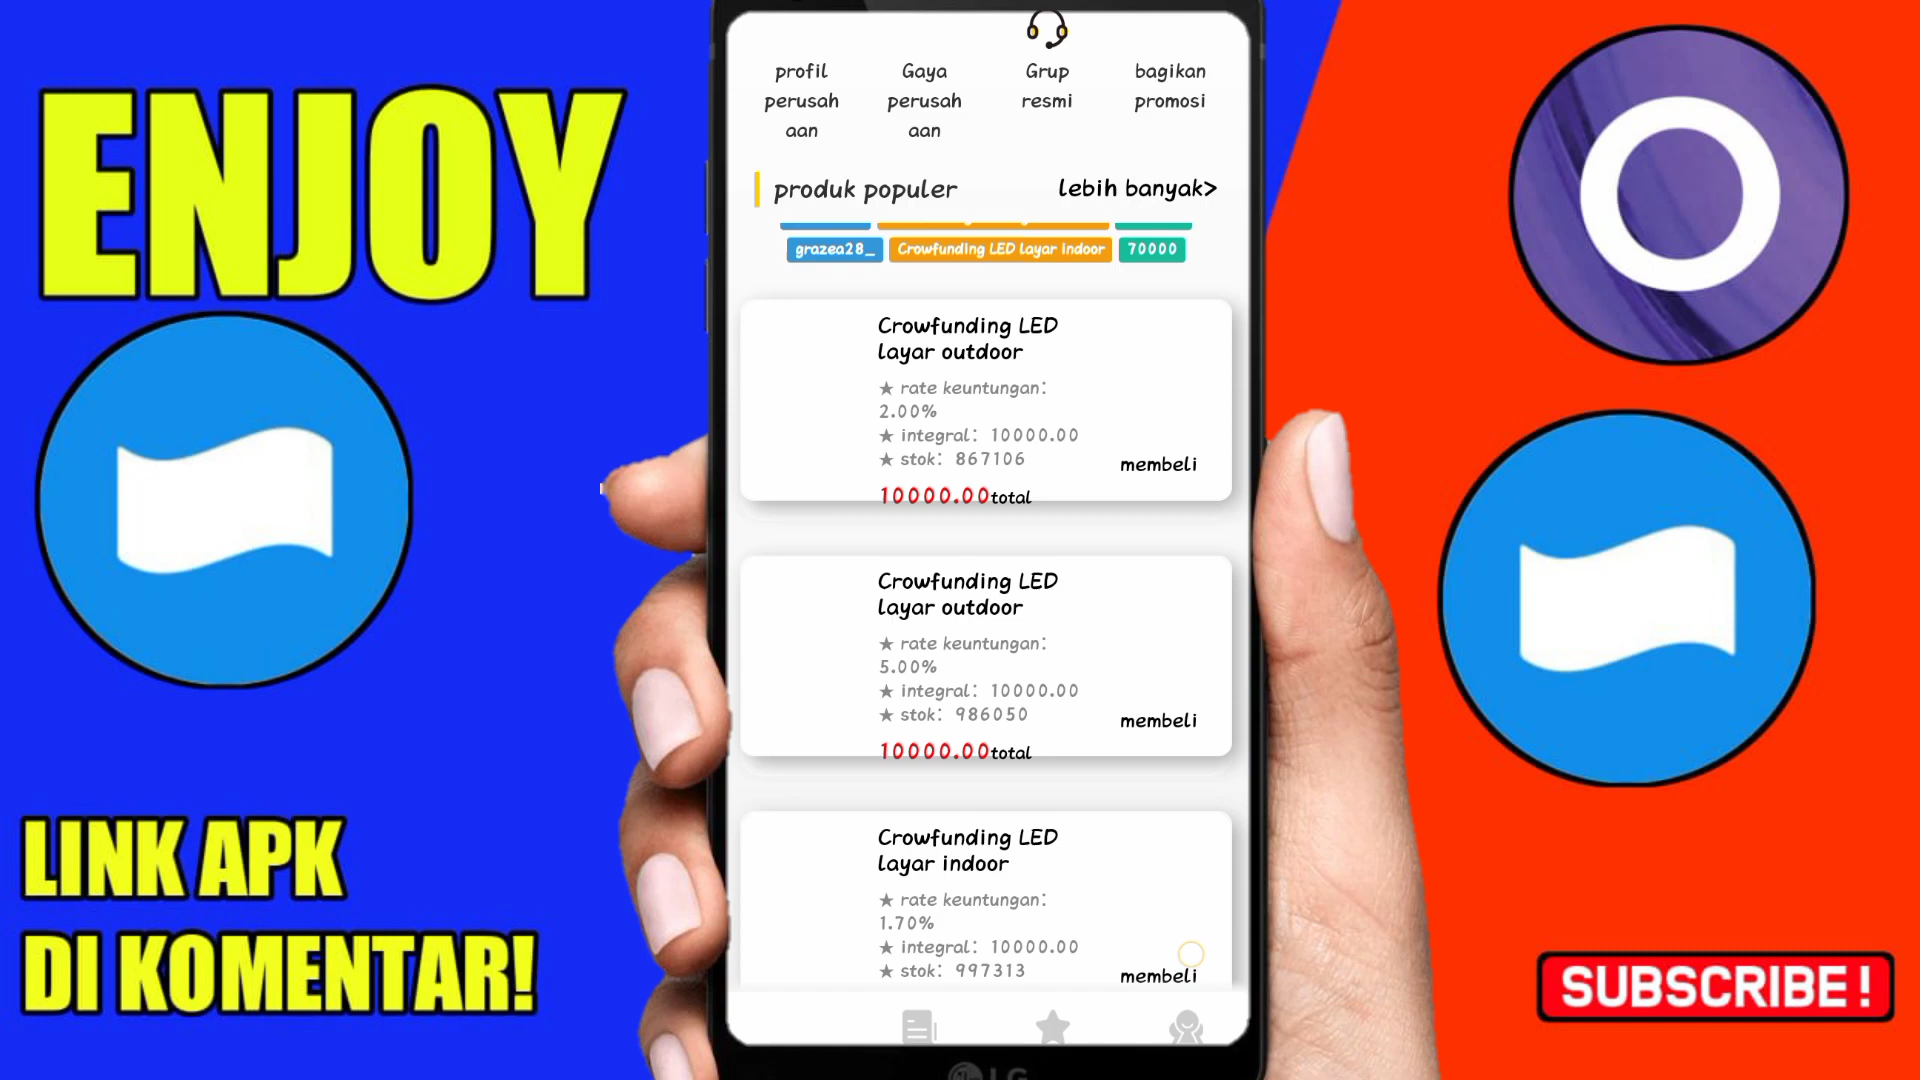 ENJOY
LINK APK
DI KOMENTAR!
profil
perusah
aan
Gaya
perusah
aan
Grup
resmi
bagikan
promosi
produk populer
lebih banyak>
grazea28_
Crowfunding LED layar indoor
70000
Crowfunding LED
layar outdoor
★ rate keuntungan:
2.00%
★ integral: 10000.00
★ stok: 867106
membeli
10000.00total
Crowfunding LED
layar outdoor
★ rate keuntungan:
5.00%
★ integral: 10000.00
★ stok: 986050
membeli
10000.00total
Crowfunding LED
layar indoor
★ rate keuntungan:
1.70%
★ integral: 10000.00
★ stok: 997313
membeli
LG
SUBSCRIBE!